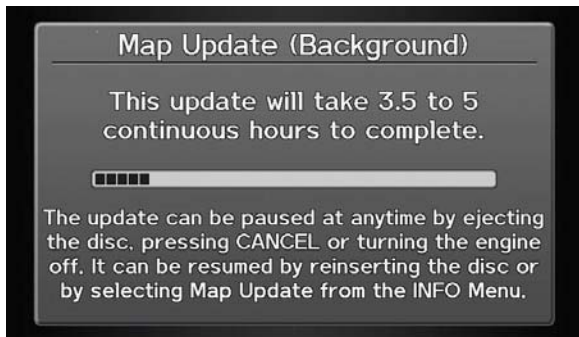 Map Update (Background)
This update will take 3.5 to 5
continuous hours to complete.
The update can be paused at anytime by ejecting
the disc, pressing CANCEL or turning the engine
off. It can be resumed by reinserting the disc or
by selecting Map Update from the INFO Menu.